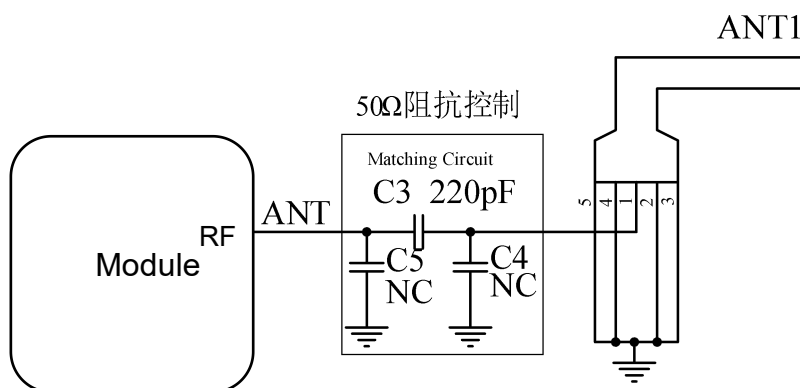 ANT1
50Ω阻抗控制
Matching Circuit
C3 220pF
ANT
RF
Module
C5
NC
C4
NC
5
4
1
2
3